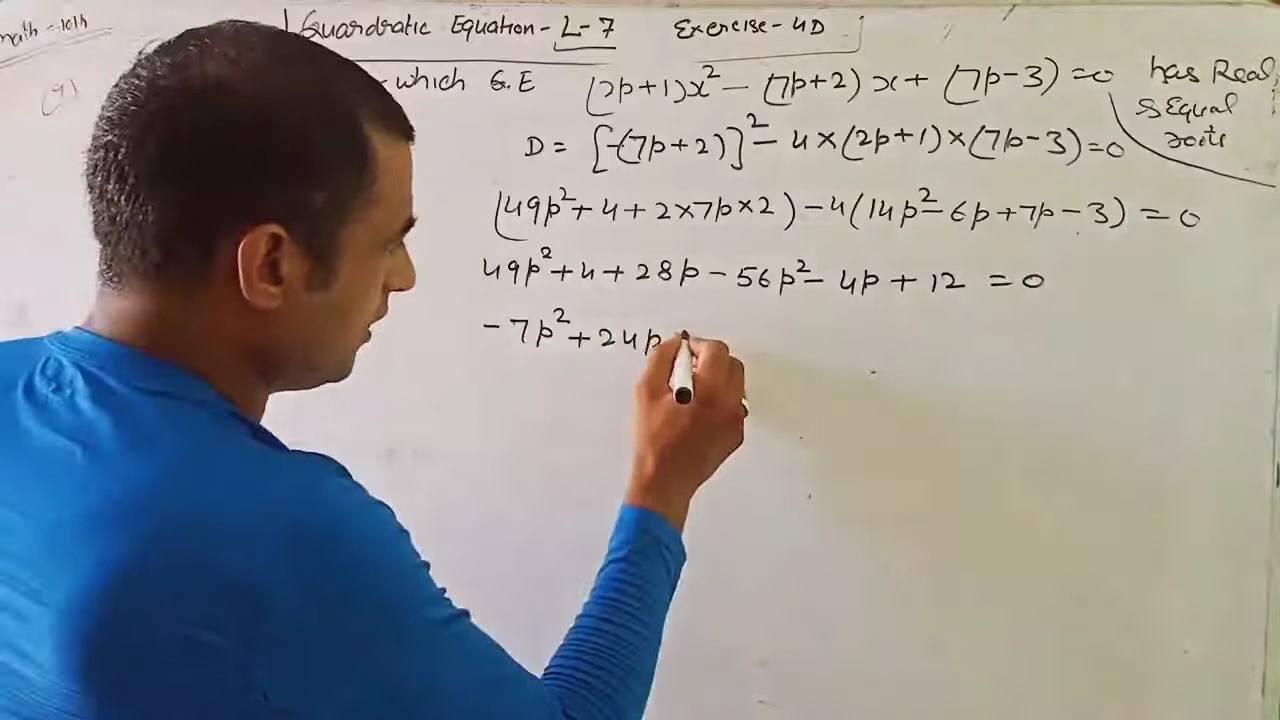 math-10th
Quardratic Equation-L-7 Exercise-4D
(9)
which Q.E (2p+1)x² - (7p+2)x + (7p-3) =0 has Real
& Equal
roots
D = [-(7p+2)]² - 4×(2p+1)×(7p-3)=0
(49p²+4+2×7p×2) -4(14p²-6p+7p-3) =0
49p²+4+28p-56p²-4p+12 =0
-7p²+24p